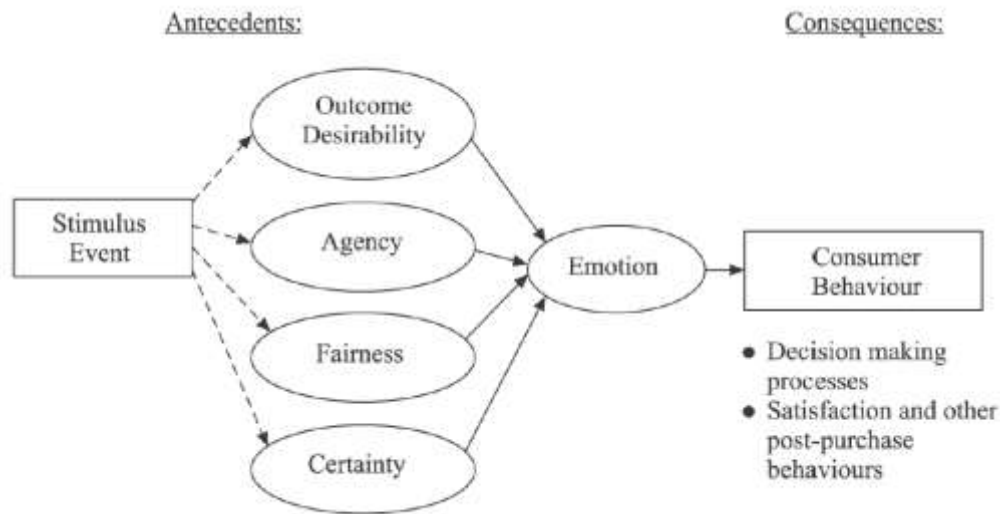 Antecedents:
Consequences:
Outcome
Desirability
Stimulus
Event
Agency
Emotion
Consumer
Behaviour
Fairness
● Decision making
processes
● Satisfaction and other
post-purchase
behaviours
Certainty